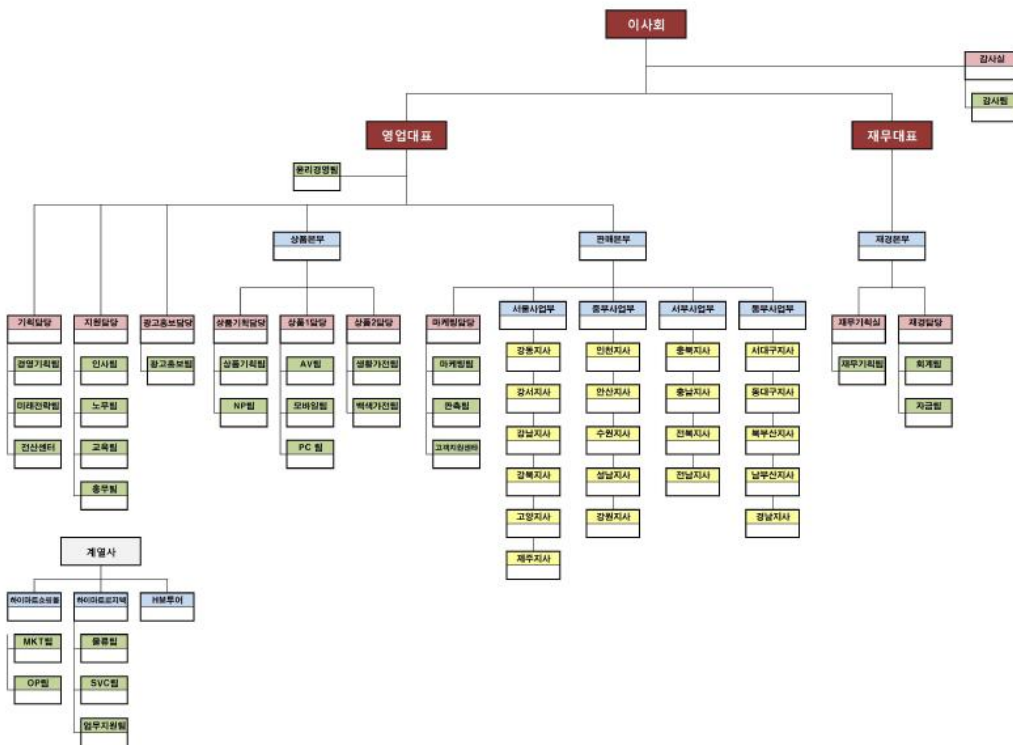 이사회
감사실
감사팀
영업대표
재무대표
윤리경영팀
상품본부
판매본부
재경본부
기획담당
지원담당
광고홍보담당
상품기획담당
상품1담당
상품2담당
마케팅담당
서울사업부
중부사업부
서부사업부
동부사업부
재무기획실
재경담당
경영기획팀
인사팀
광고홍보팀
상품기획팀
AV팀
생활가전팀
마케팅팀
강동지사
인천지사
충북지사
서대구지사
재무기획팀
회계팀
미래전략팀
노무팀
NP팀
모바일팀
백색가전팀
판촉팀
강서지사
안산지사
충남지사
동대구지사
자금팀
전산센터
교육팀
PC 팀
고객지원센터
강남지사
수원지사
전북지사
북부산지사
총무팀
강북지사
성남지사
전남지사
남부산지사
고양지사
강원지사
경남지사
제주지사
계열사
하이마트쇼핑몰
하이마트로지텍
HM투어
MKT팀
물류팀
OP팀
SVC팀
업무지원팀